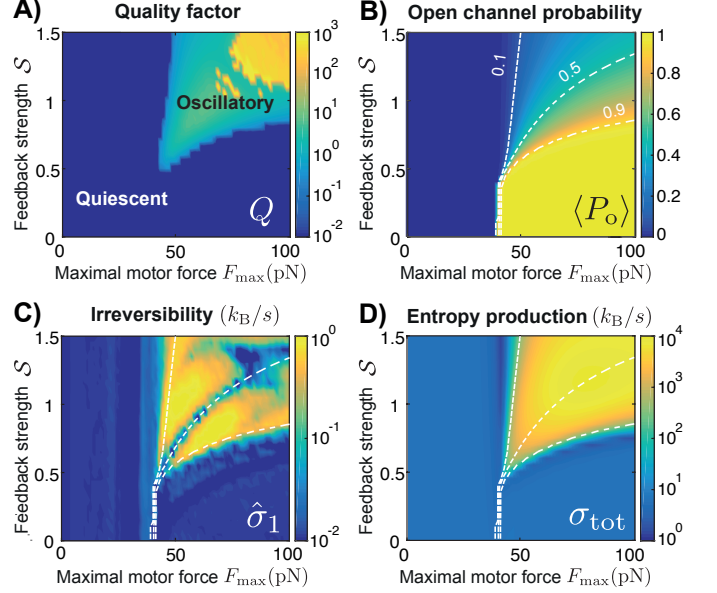 A) Quality factor
B) Open channel probability
1.5
1
0.5
0
Feedback strength 𝒮
Oscillatory
Quiescent
Q
0 50 100
Maximal motor force F_max(pN)
10^3
10^2
10^1
10^0
10^-1
10^-2
1.5
1
0.5
0
Feedback strength 𝒮
0.1
0.5
0.9
⟨P_o⟩
0 50 100
Maximal motor force F_max(pN)
1
0.8
0.6
0.4
0.2
0
C) Irreversibility (k_B/s)
D) Entropy production (k_B/s)
1.5
1
0.5
0
Feedback strength 𝒮
σ̂_1
0 50 100
Maximal motor force F_max(pN)
10^0
10^-1
10^-2
1.5
1
0.5
0
Feedback strength 𝒮
σ_tot
0 50 100
Maximal motor force F_max(pN)
10^4
10^3
10^2
10^1
10^0